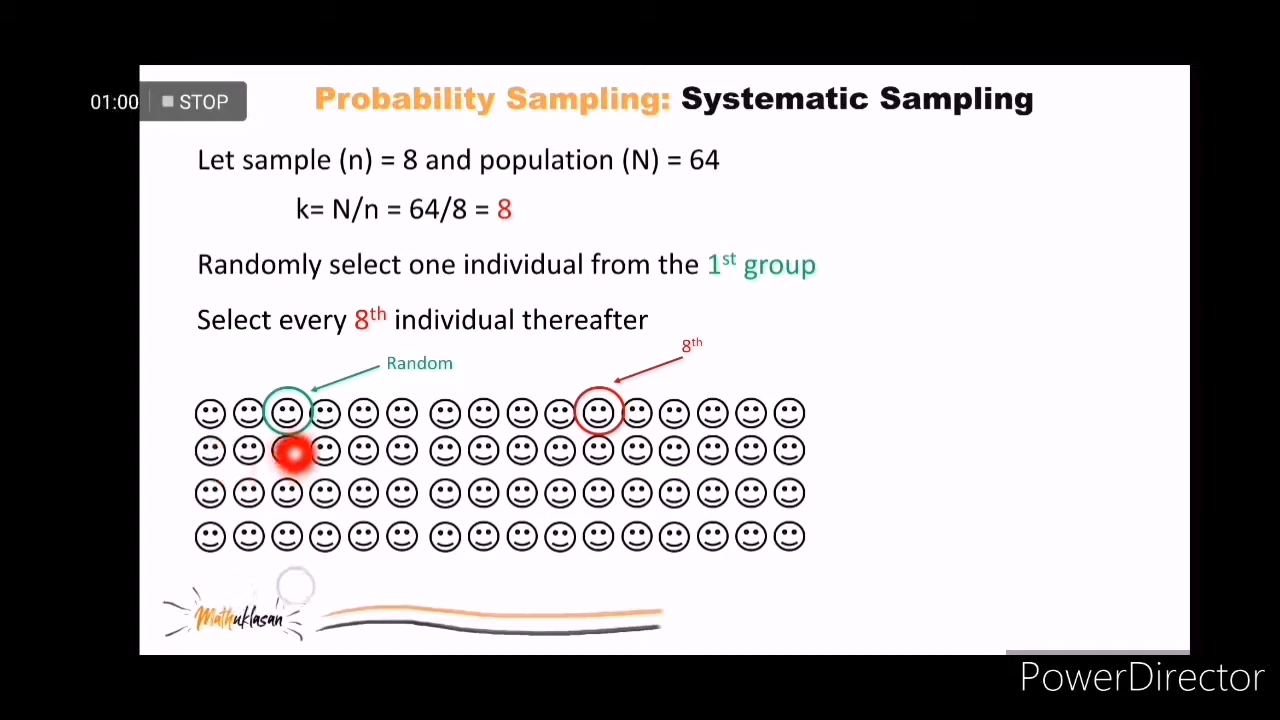 01:00 STOP
Probability Sampling: Systematic Sampling
Let sample (n) = 8 and population (N) = 64
k= N/n = 64/8 = 8
Randomly select one individual from the 1st group
Select every 8th individual thereafter
8th
Random
Mathuklasan
PowerDirector